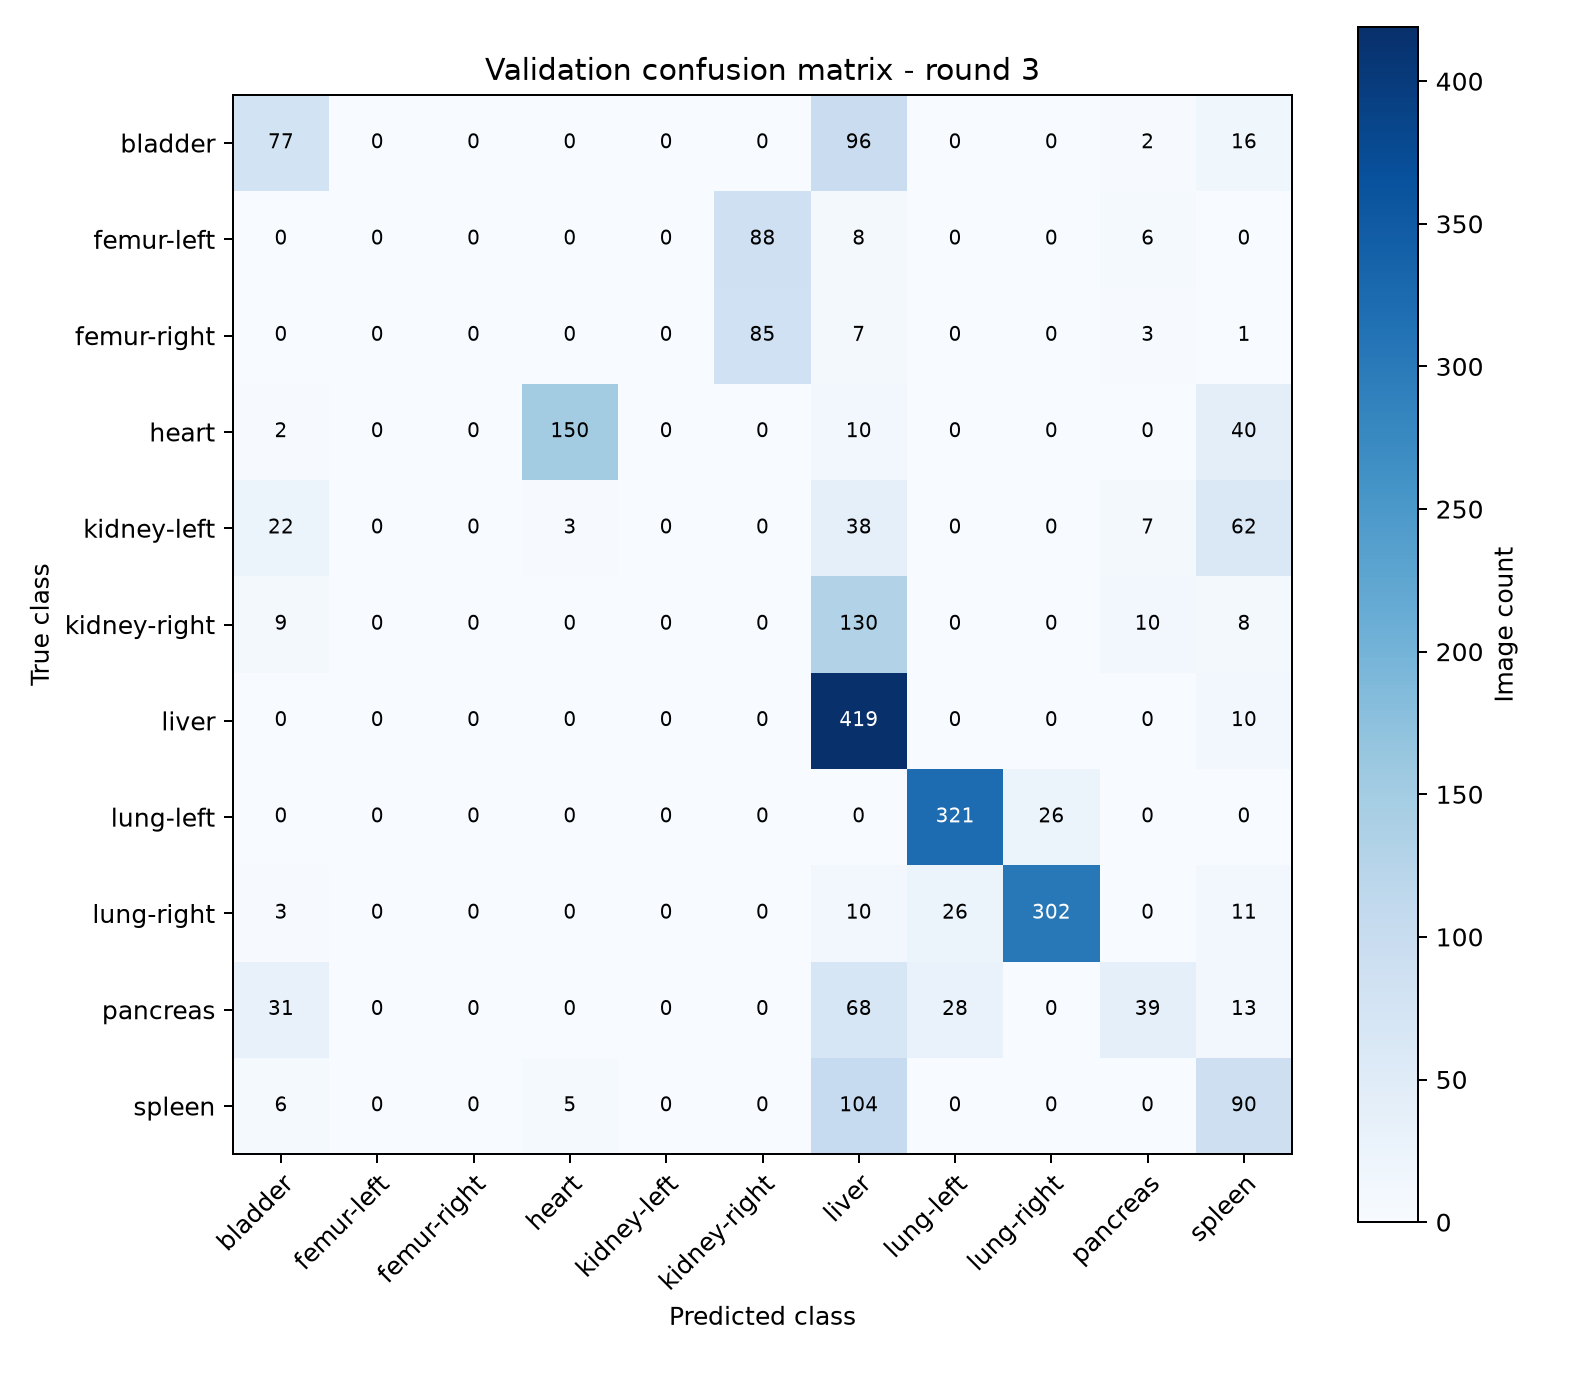 Validation confusion matrix - round 3
bladder 77 0 0 0 0 0 96 0 0 2 16
femur-left 0 0 0 0 0 88 8 0 0 6 0
femur-right 0 0 0 0 0 85 7 0 0 3 1
heart 2 0 0 150 0 0 10 0 0 0 40
kidney-left 22 0 0 3 0 0 38 0 0 7 62
kidney-right 9 0 0 0 0 0 130 0 0 10 8
liver 0 0 0 0 0 0 419 0 0 0 10
lung-left 0 0 0 0 0 0 0 321 26 0 0
lung-right 3 0 0 0 0 0 10 26 302 0 11
pancreas 31 0 0 0 0 0 68 28 0 39 13
spleen 6 0 0 5 0 0 104 0 0 0 90
True class
bladder femur-left femur-right heart kidney-left kidney-right liver lung-left lung-right pancreas spleen
Predicted class
400
350
300
250
200
150
100
50
0
Image count